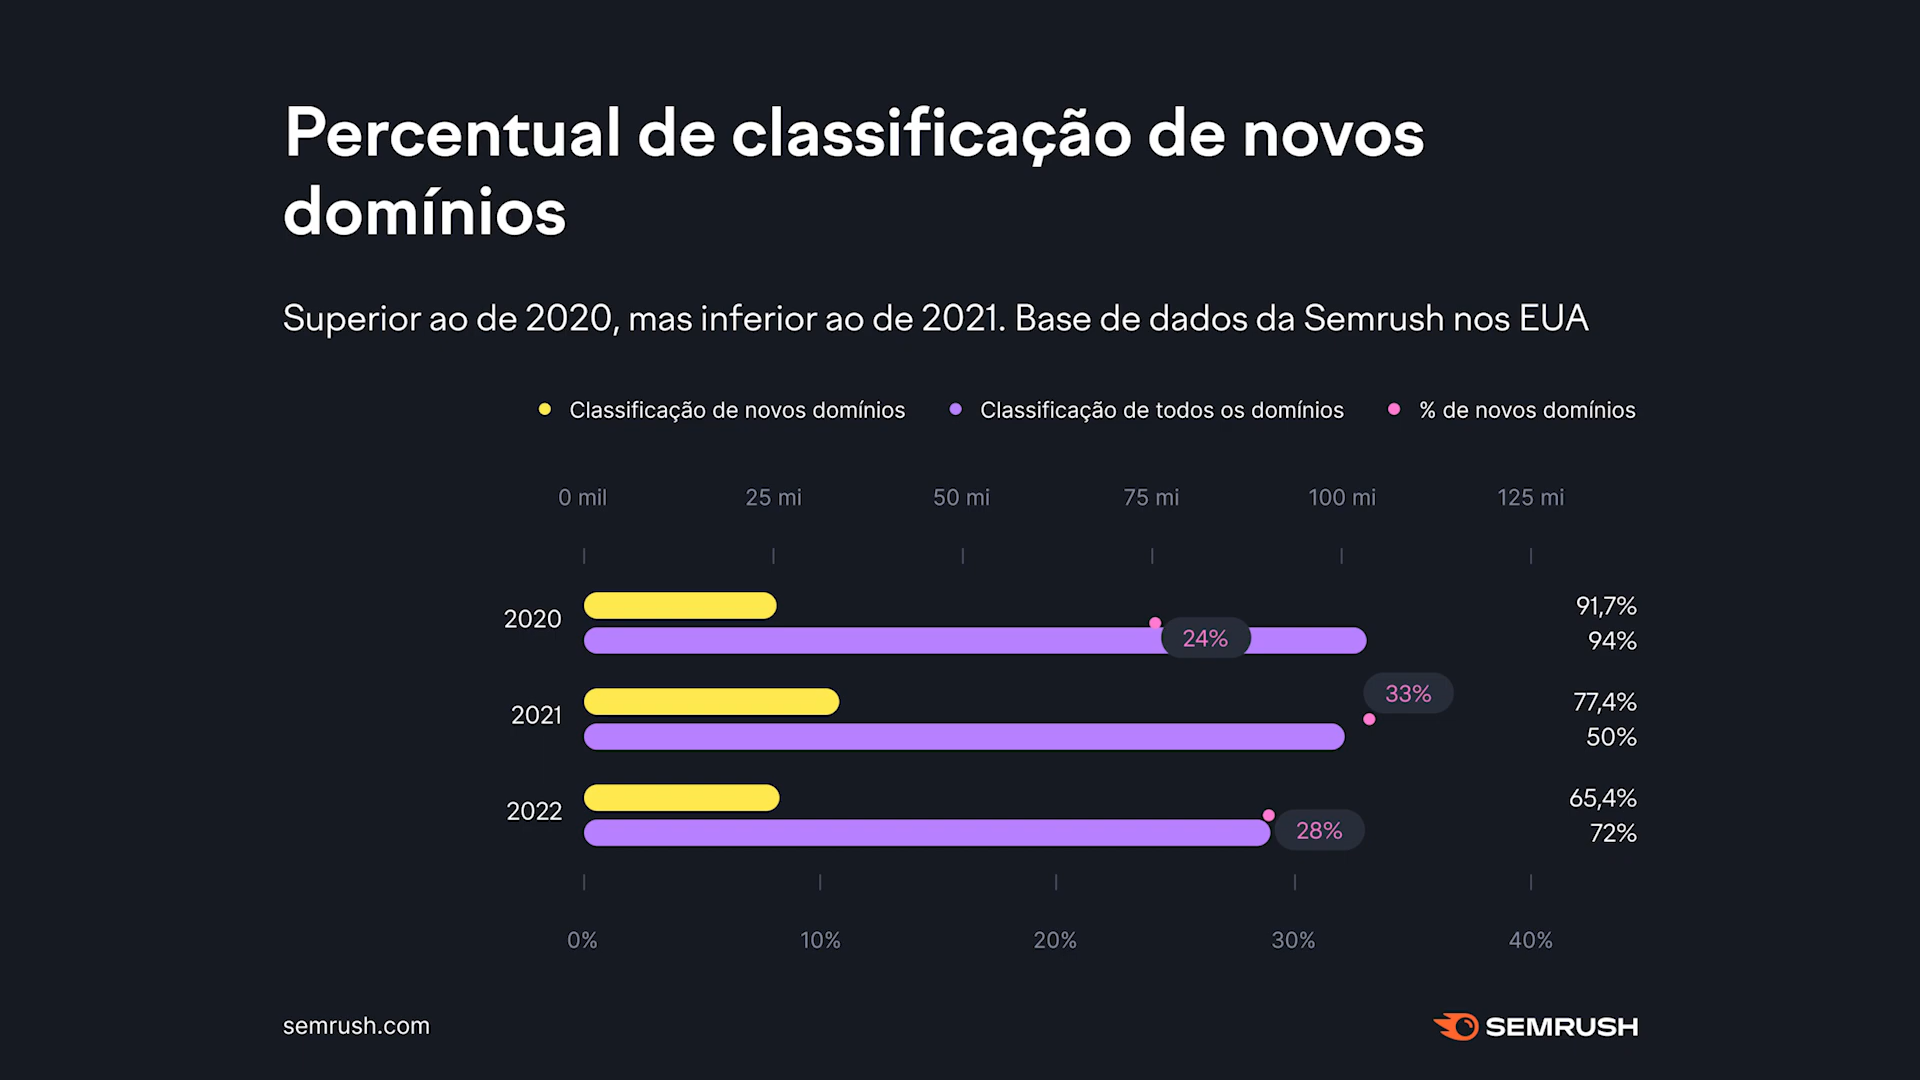 Percentual de classificação de novos
domínios
Superior ao de 2020, mas inferior ao de 2021. Base de dados da Semrush nos EUA
Classificação de novos domínios Classificação de todos os domínios % de novos domínios
0 mil 25 mi 50 mi 75 mi 100 mi 125 mi
2020 91,7%
24% 94%
33%
2021 77,4%
50%
2022 65,4%
28% 72%
0% 10% 20% 30% 40%
semrush.com SEMRUSH